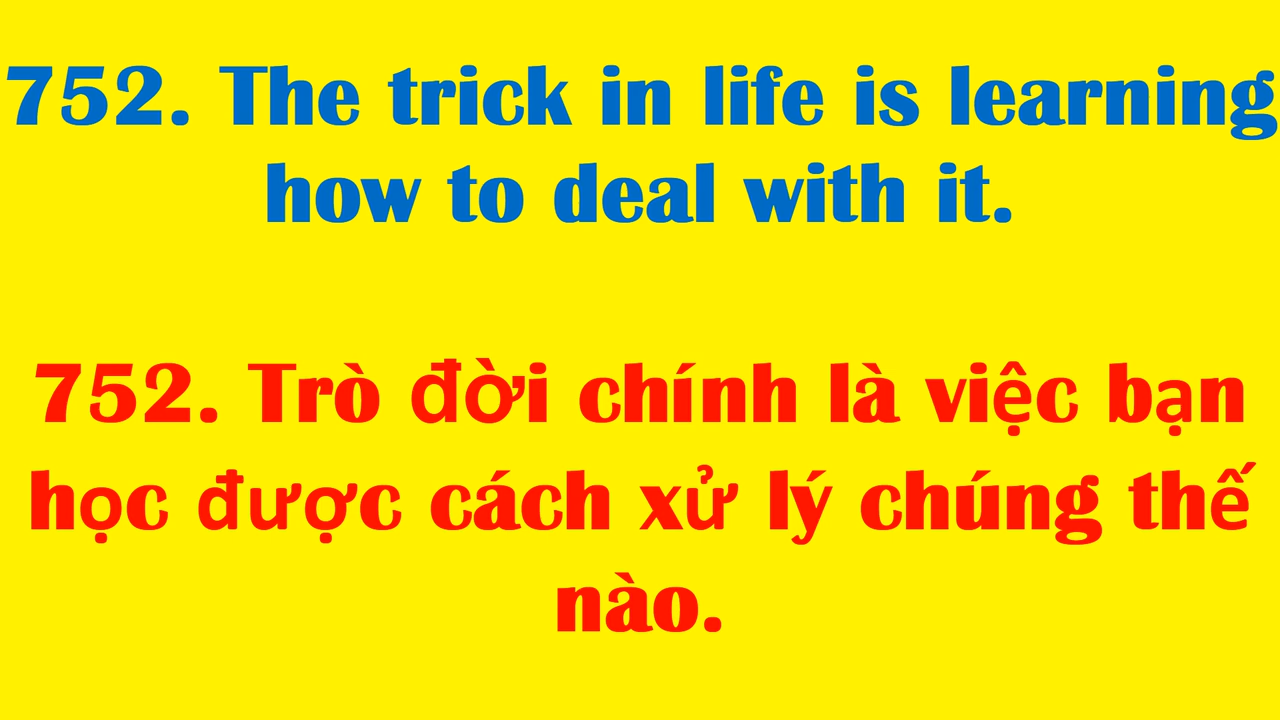 752. The trick in life is learning
how to deal with it.
752. Trò đời chính là việc bạn
học được cách xử lý chúng thế
nào.